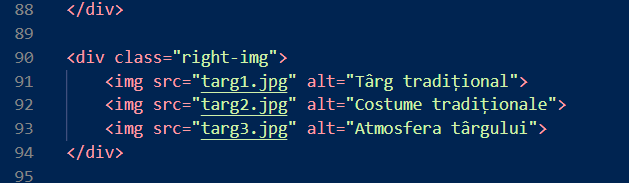 88 </div>
89
90 <div class="right-img">
91 <img src="targ1.jpg" alt="Târg tradițional">
92 <img src="targ2.jpg" alt="Costume tradiționale">
93 <img src="targ3.jpg" alt="Atmosfera târgului">
94 </div>
95